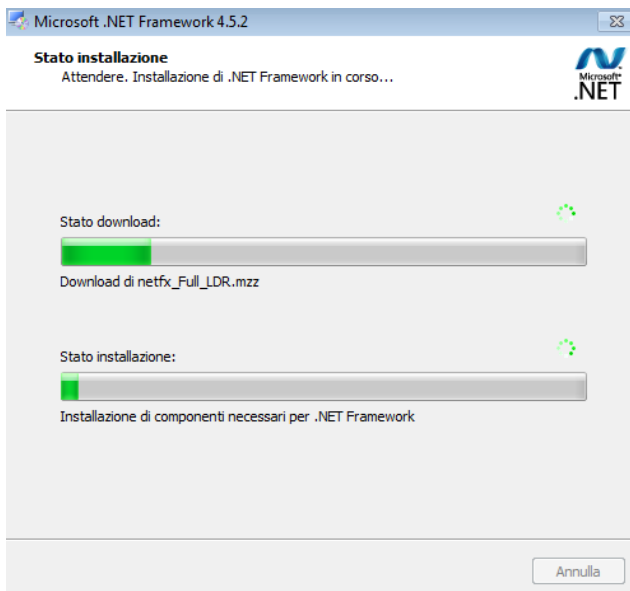 Microsoft .NET Framework 4.5.2
Stato installazione
Attendere. Installazione di .NET Framework in corso...
Microsoft®
.NET
Stato download:
Download di netfx_Full_LDR.mzz
Stato installazione:
Installazione di componenti necessari per .NET Framework
Annulla